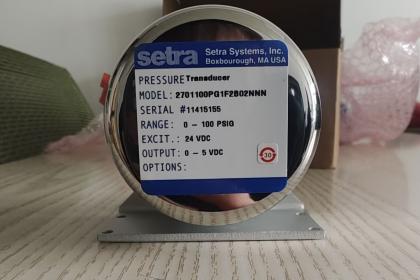 setra
Setra Systems, Inc.
Boxbourough, MA USA
PRESSURE Transducer
MODEL: 2701100PG1F2B02NNN
SERIAL #11415155
RANGE: 0 – 100 PSIG
EXCIT.: 24 VDC
OUTPUT: 0 – 5 VDC
OPTIONS:
30